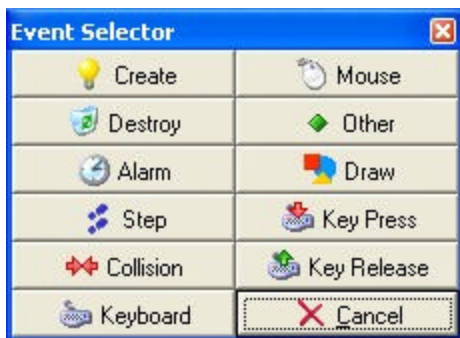 Event Selector
Create
Mouse
Destroy
Other
Alarm
Draw
Step
Key Press
Collision
Key Release
Keyboard
Cancel